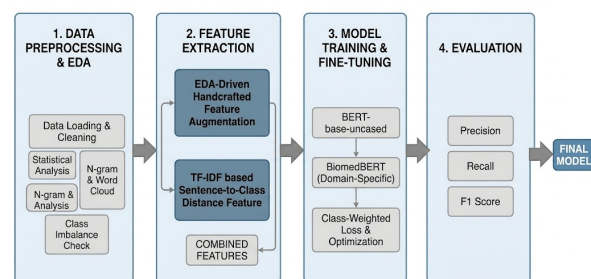 1. DATA
PREPROCESSING
& EDA
Data Loading &
Cleaning
Statistical
Analysis
N-gram
& Word
Cloud
N-gram &
Analysis
Class
Imbalance
Check
2. FEATURE
EXTRACTION
EDA-Driven
Handcrafted
Feature
Augmentation
TF-IDF based
Sentence-to-Class
Distance Feature
COMBINED
FEATURES
3. MODEL
TRAINING &
FINE-TUNING
BERT-
base-uncased
BiomedBERT
(Domain-Specific)
Class-Weighted
Loss &
Optimization
4. EVALUATION
Precision
Recall
F1 Score
FINAL
MODEL